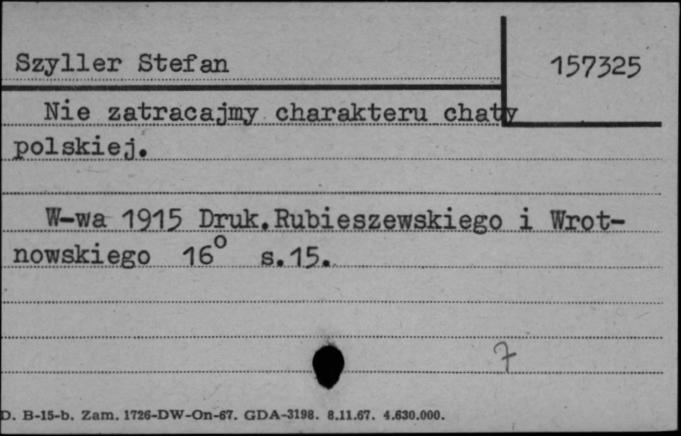 Szyller Stefan
157325
Nie zatracajmy charakteru chaty
polskiej.
W-wa 1915 Druk.Rubieszewskiego i Wrot-
nowskiego 16⁰ s.15.
7
D. B-15-b. Zam. 1726-DW-On-67. GDA-3198. 8.11.67. 4.630.000.